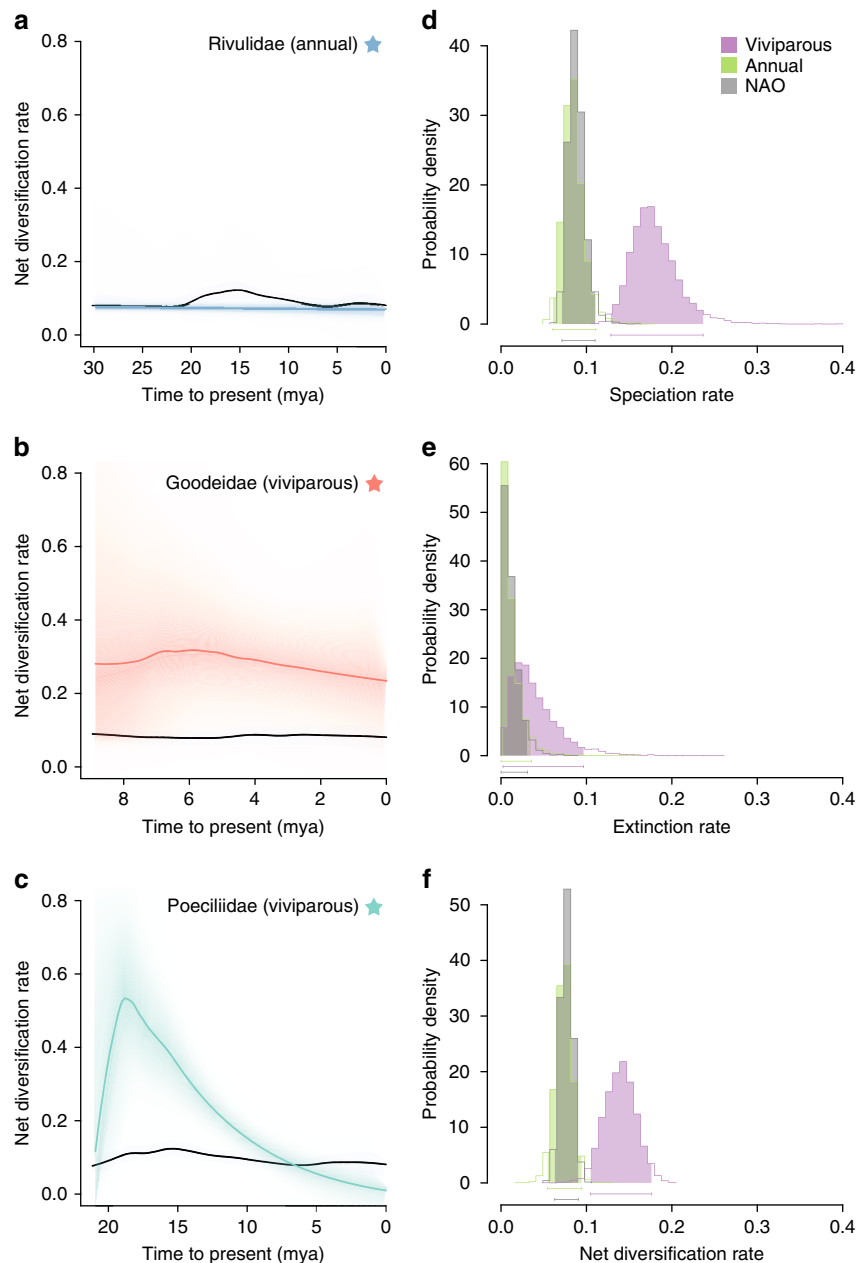 a
Rivulidae (annual)
0.8
0.6
0.4
0.2
0.0
Net diversification rate
30 25 20 15 10 5 0
Time to present (mya)
b
Goodeidae (viviparous)
0.8
0.6
0.4
0.2
0.0
Net diversification rate
8 6 4 2 0
Time to present (mya)
c
Poeciliidae (viviparous)
0.8
0.6
0.4
0.2
0.0
Net diversification rate
20 15 10 5 0
Time to present (mya)
d
Viviparous
Annual
NAO
40
30
20
10
0
Probability density
0.0 0.1 0.2 0.3 0.4
Speciation rate
e
60
50
40
30
20
10
0
Probability density
0.0 0.1 0.2 0.3 0.4
Extinction rate
f
50
40
30
20
10
0
Probability density
0.0 0.1 0.2 0.3 0.4
Net diversification rate